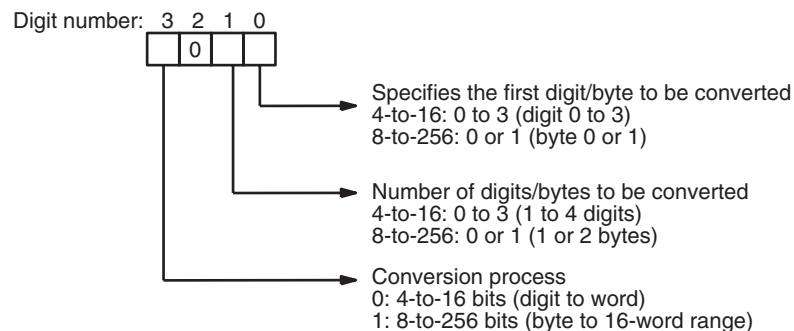 Digit number: 3 2 1 0
0
Specifies the first digit/byte to be converted
4-to-16: 0 to 3 (digit 0 to 3)
8-to-256: 0 or 1 (byte 0 or 1)
Number of digits/bytes to be converted
4-to-16: 0 to 3 (1 to 4 digits)
8-to-256: 0 or 1 (1 or 2 bytes)
Conversion process
0: 4-to-16 bits (digit to word)
1: 8-to-256 bits (byte to 16-word range)